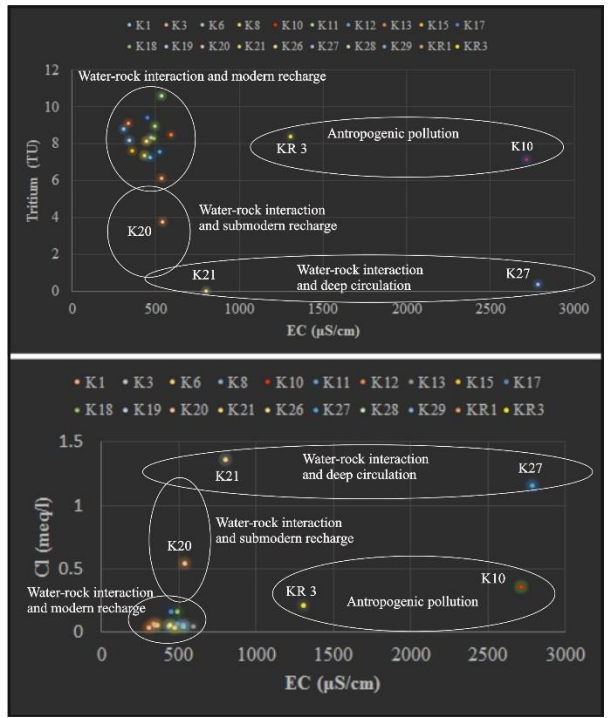 K1 K3 K6 K8 K10 K11 K12 K13 K15 K17
K18 K19 K20 K21 K26 K27 K28 K29 KR1 KR3
12
10
8
6
4
2
0
Tritium (TU)
Water-rock interaction and modern recharge
Antropogenic pollution
KR 3
K10
Water-rock interaction
and submodern recharge
K20
Water-rock interaction
and deep circulation
K21
K27
0 500 1000 1500 2000 2500 3000
EC (µS/cm)
K1 K3 K6 K8 K10 K11 K12 K13 K15 K17
K18 K19 K20 K21 K26 K27 K28 K29 KR1 KR3
1.5
1
0.5
0
Cl (meq/l)
Water-rock interaction
and deep circulation
K21
K27
Water-rock interaction
and submodern recharge
K20
Water-rock interaction
and modern recharge
KR 3
K10
Antropogenic pollution
0 500 1000 1500 2000 2500 3000
EC (µS/cm)